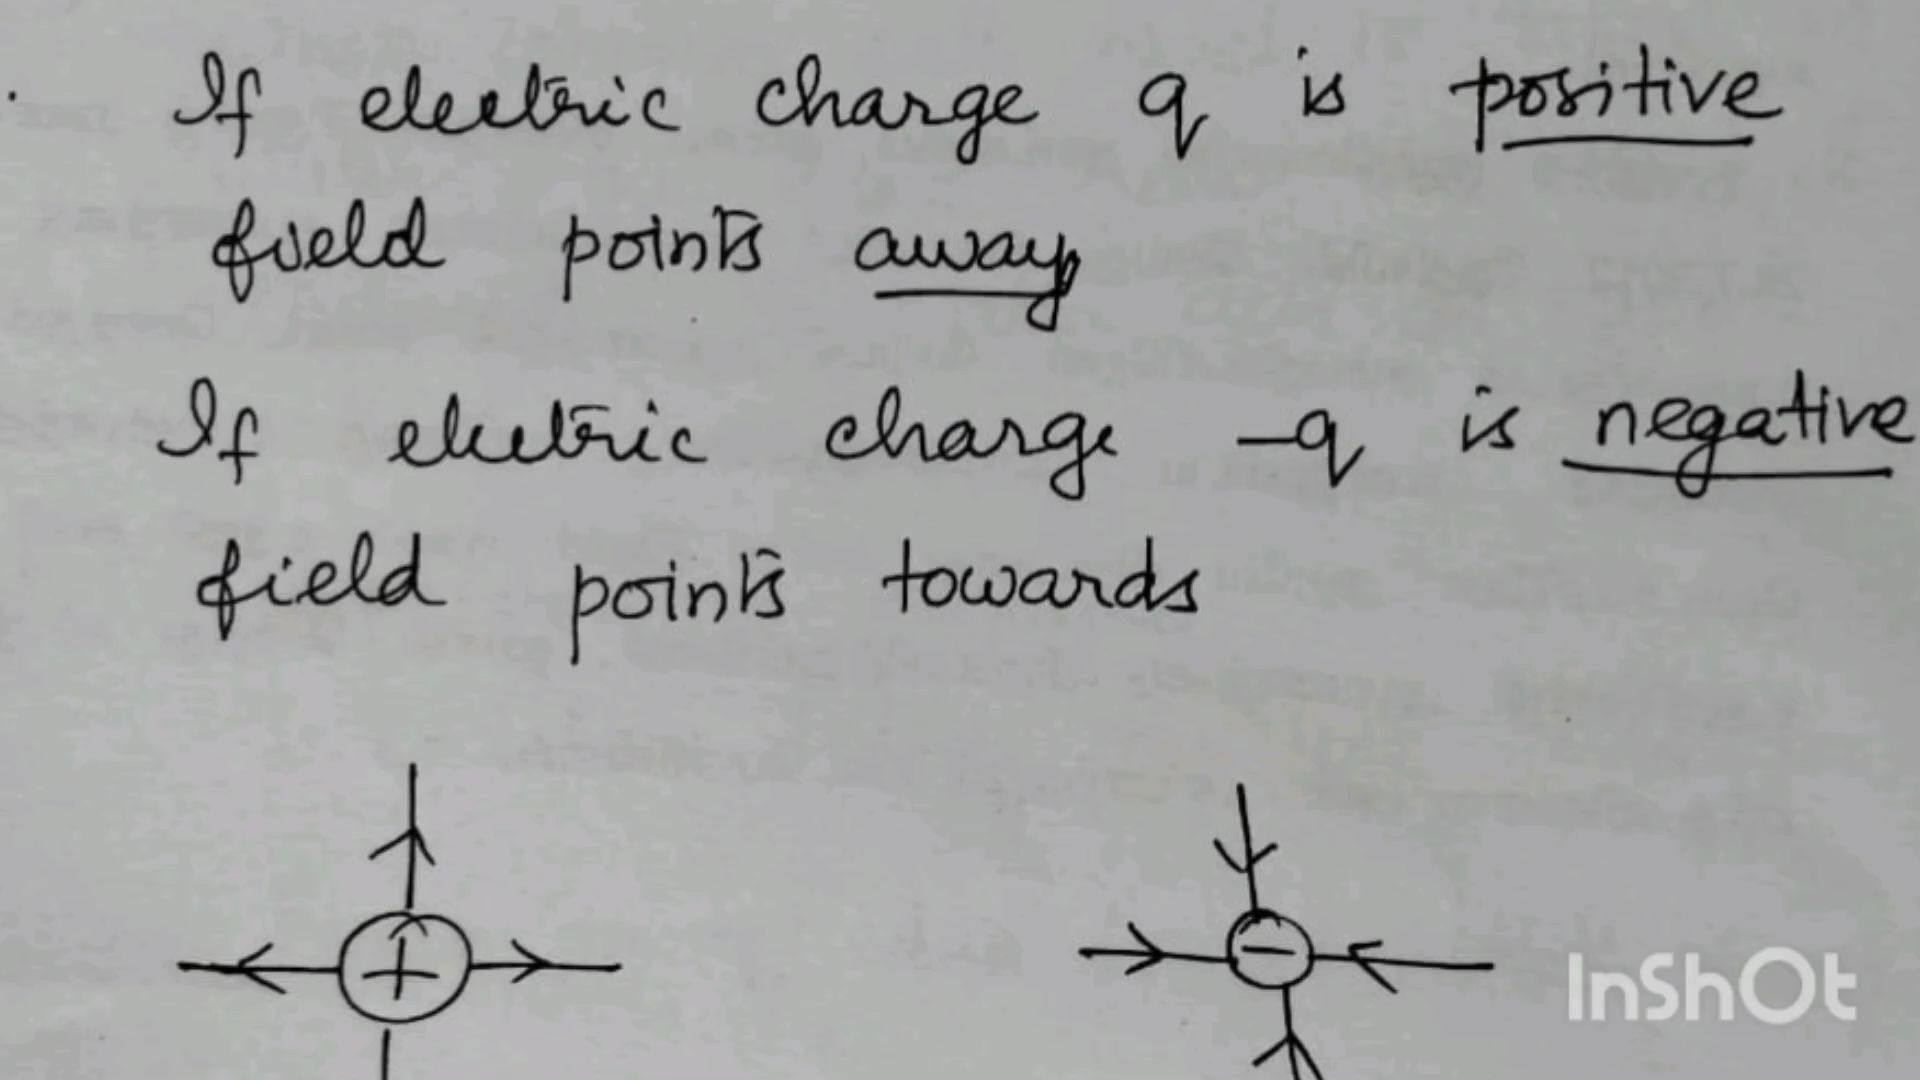 If electric charge q is positive
field points away
If electric charge -q is negative
field points towards
+
-
InShOt